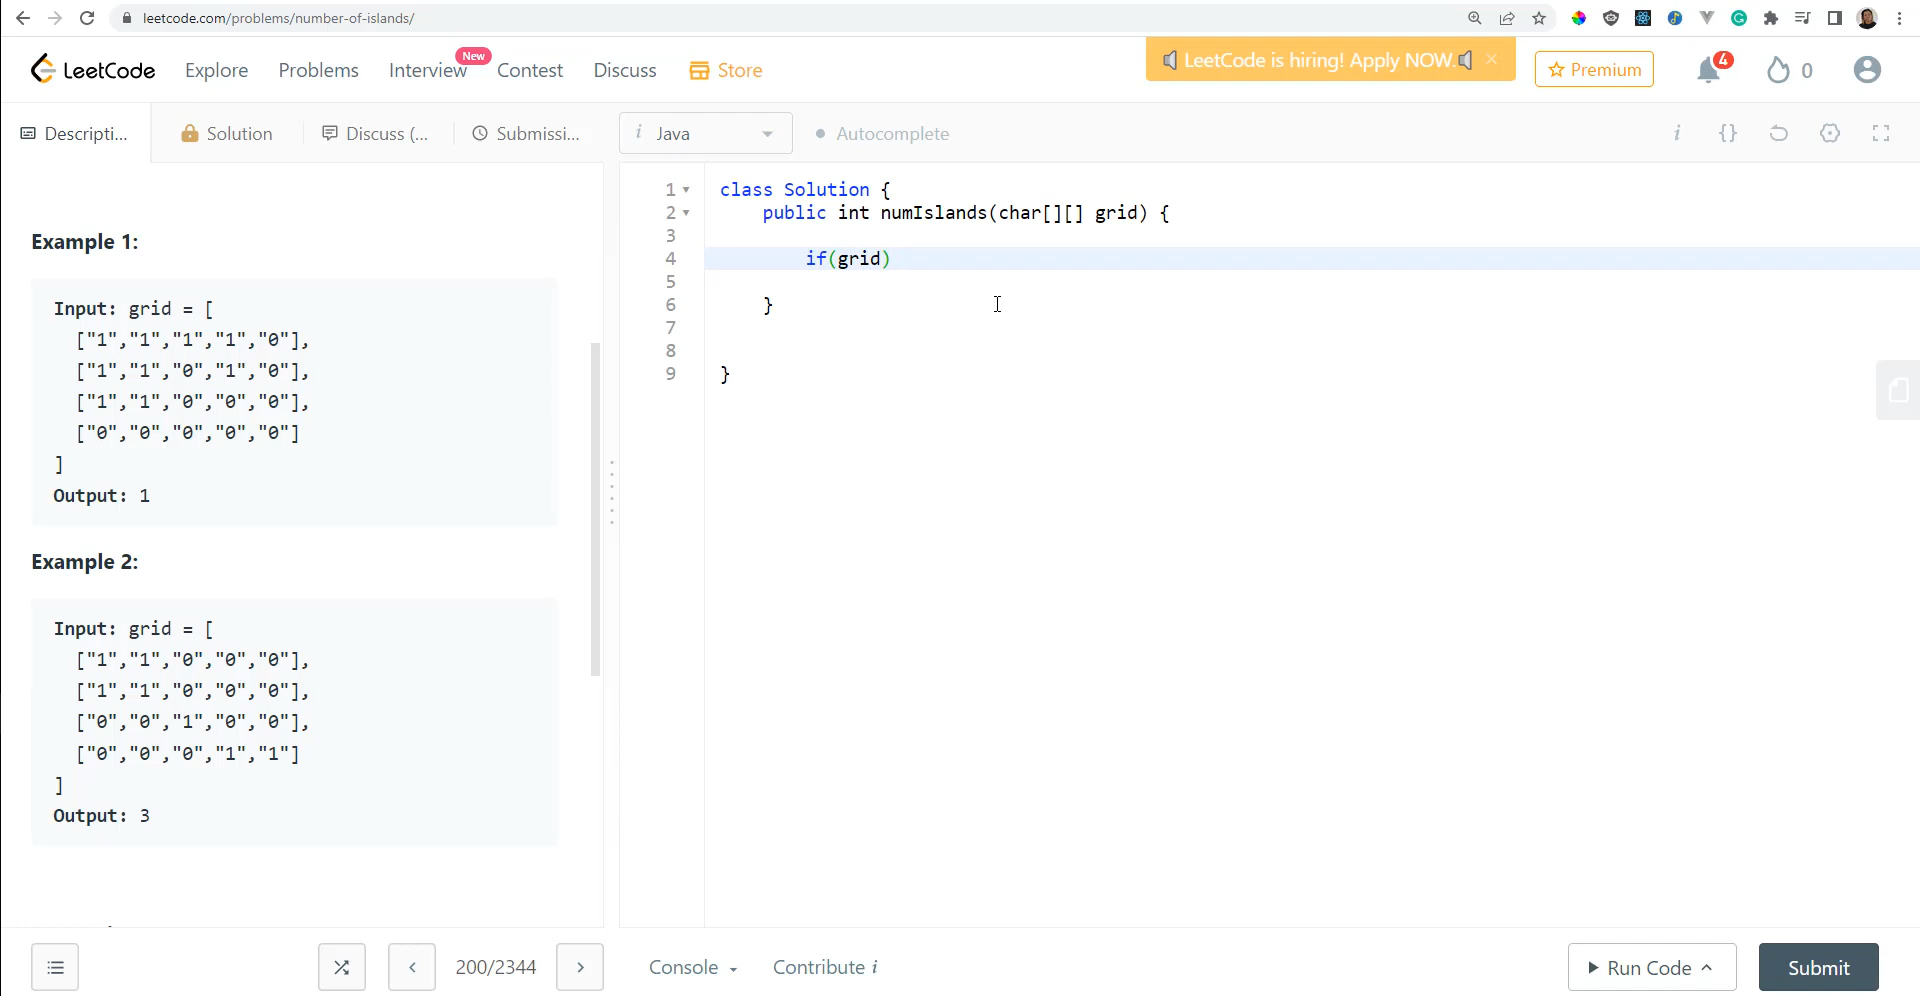 leetcode.com/problems/number-of-islands/
LeetCode Explore Problems Interview New Contest Discuss Store
LeetCode is hiring! Apply NOW.
Premium 4 0
Descripti... Solution Discuss (... Submissi...
i Java Autocomplete i {}
Example 1:
Input: grid = [
["1","1","1","1","0"],
["1","1","0","1","0"],
["1","1","0","0","0"],
["0","0","0","0","0"]
]
Output: 1
Example 2:
Input: grid = [
["1","1","0","0","0"],
["1","1","0","0","0"],
["0","0","1","0","0"],
["0","0","0","1","1"]
]
Output: 3
1 class Solution {
2 public int numIslands(char[][] grid) {
3
4 if(grid)
5
6 }
7
8
9 }
200/2344
Console Contribute i
Run Code Submit